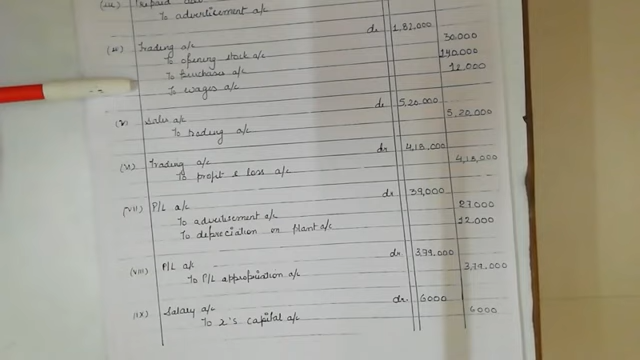 To advertisement a/c
Trading a/c dr 1,82,000
To opening stock a/c 30,000
To purchases a/c 140,000
To wages a/c 12,000
(V) Sales a/c dr 5,20,000
To trading a/c 5,20,000
(VI) Trading a/c dr 4,18,000
To profit & loss a/c 4,18,000
(VII) P/L a/c dr 39,000
To advertisement a/c 27,000
To depreciation on plant a/c 12,000
(VIII) P/L a/c dr 3,79,000
To P/L appropriation a/c 3,79,000
(IX) Salary a/c dr 6000
To X's capital a/c 6000